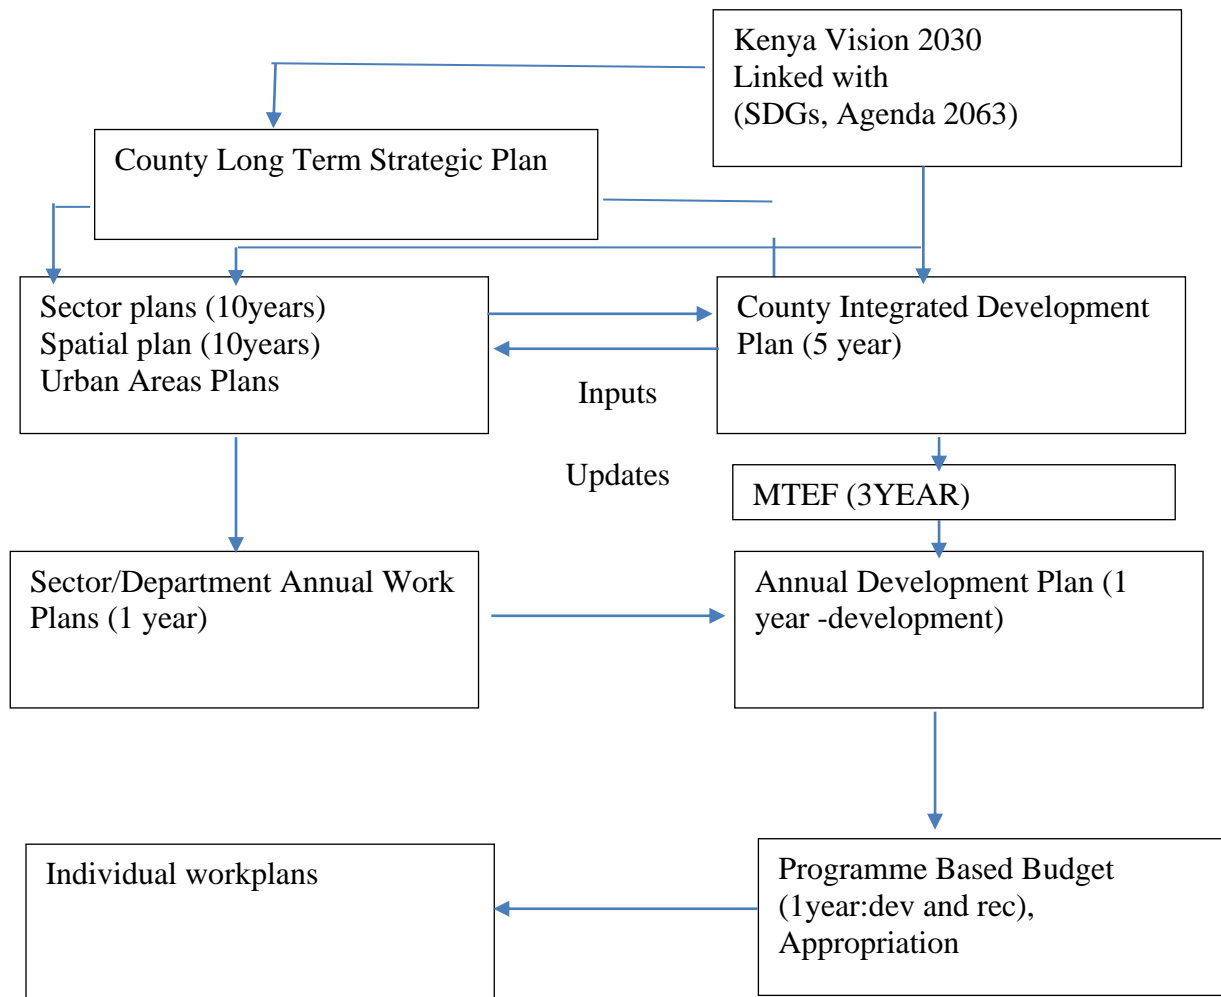 Kenya Vision 2030
Linked with
(SDGs, Agenda 2063)
County Long Term Strategic Plan
Sector plans (10years)
Spatial plan (10years)
Urban Areas Plans
County Integrated Development
Plan (5 year)
Inputs
Updates
MTEF (3YEAR)
Sector/Department Annual Work
Plans (1 year)
Annual Development Plan (1
year -development)
Individual workplans
Programme Based Budget
(1year:dev and rec),
Appropriation